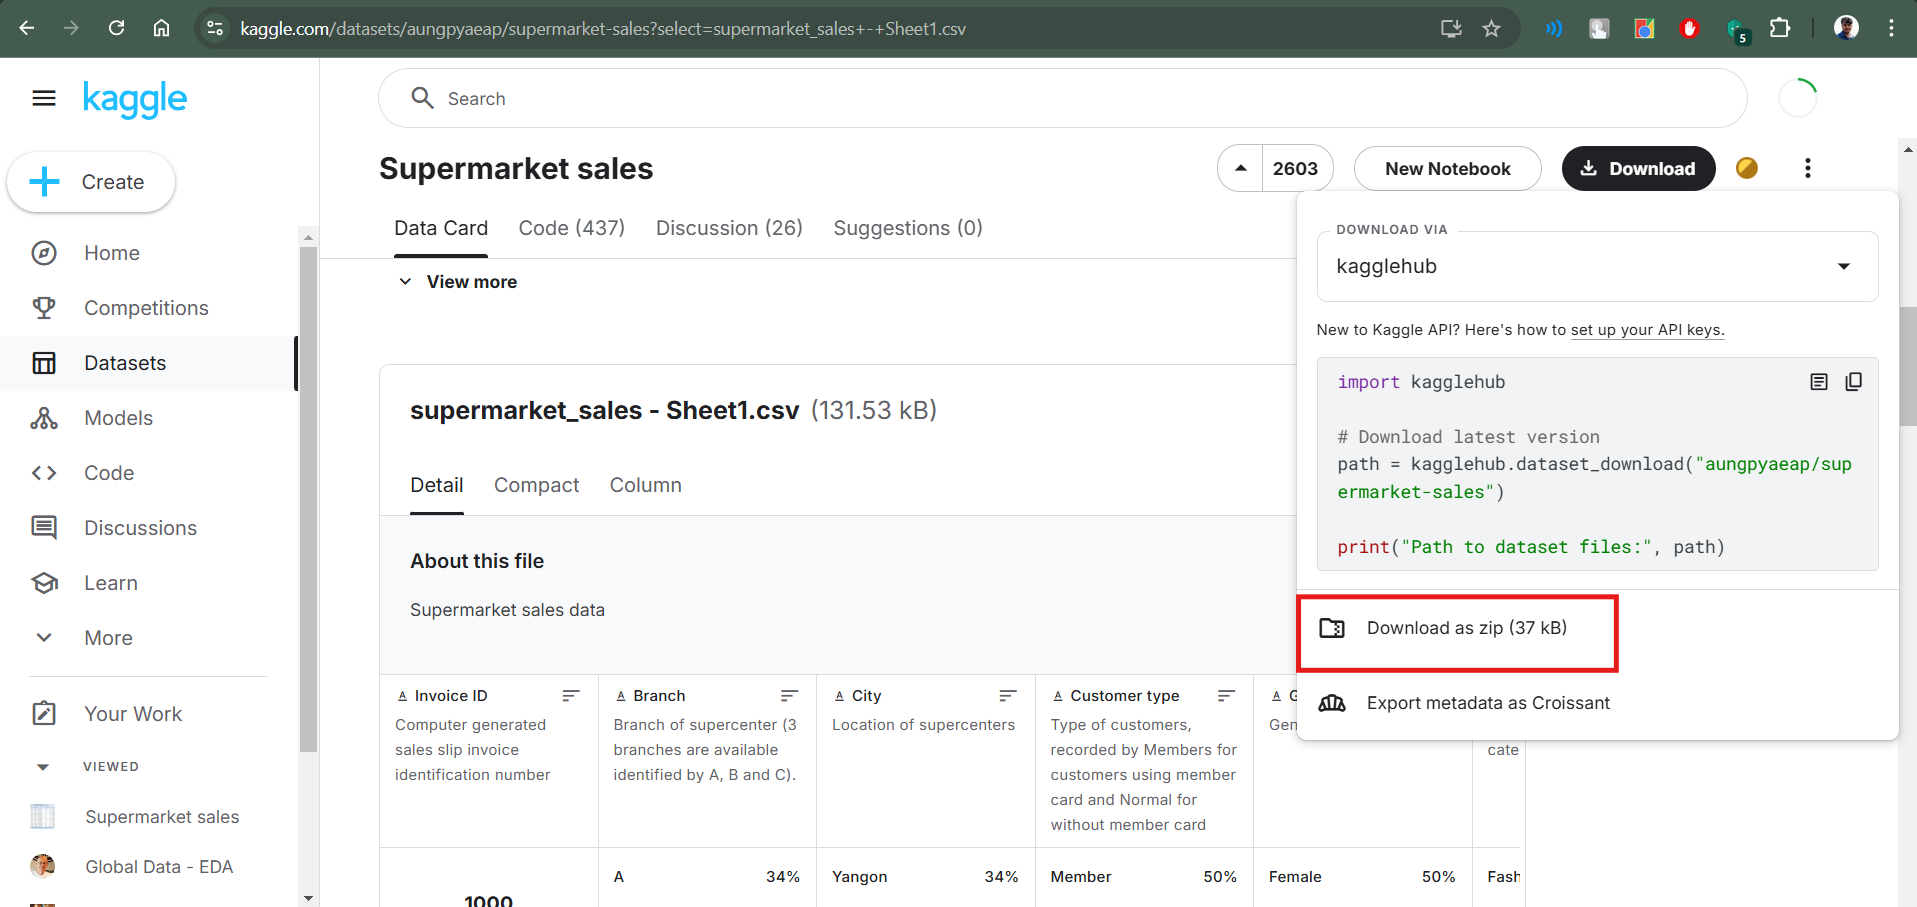 kaggle.com/datasets/aungpyaeap/supermarket-sales?select=supermarket_sales+-+Sheet1.csv
5
kaggle
Search
Create
Home
Competitions
Datasets
Models
Code
Discussions
Learn
More
Your Work
VIEWED
Supermarket sales
Global Data - EDA
Supermarket sales
2603
New Notebook
Download
Data Card
Code (437)
Discussion (26)
Suggestions (0)
View more
supermarket_sales - Sheet1.csv (131.53 kB)
Detail
Compact
Column
About this file
Supermarket sales data
A Invoice ID
Computer generated
sales slip invoice
identification number
1000
A Branch
Branch of supercenter (3
branches are available
identified by A, B and C).
A 34%
A City
Location of supercenters
Yangon 34%
A Customer type
Type of customers,
recorded by Members for
customers using member
card and Normal for
without member card
Member 50%
A G
Gen
Female 50%
cate
Fash
DOWNLOAD VIA
kagglehub
New to Kaggle API? Here's how to set up your API keys.
import kagglehub
# Download latest version
path = kagglehub.dataset_download("aungpyaeap/sup
ermarket-sales")
print("Path to dataset files:", path)
Download as zip (37 kB)
Export metadata as Croissant